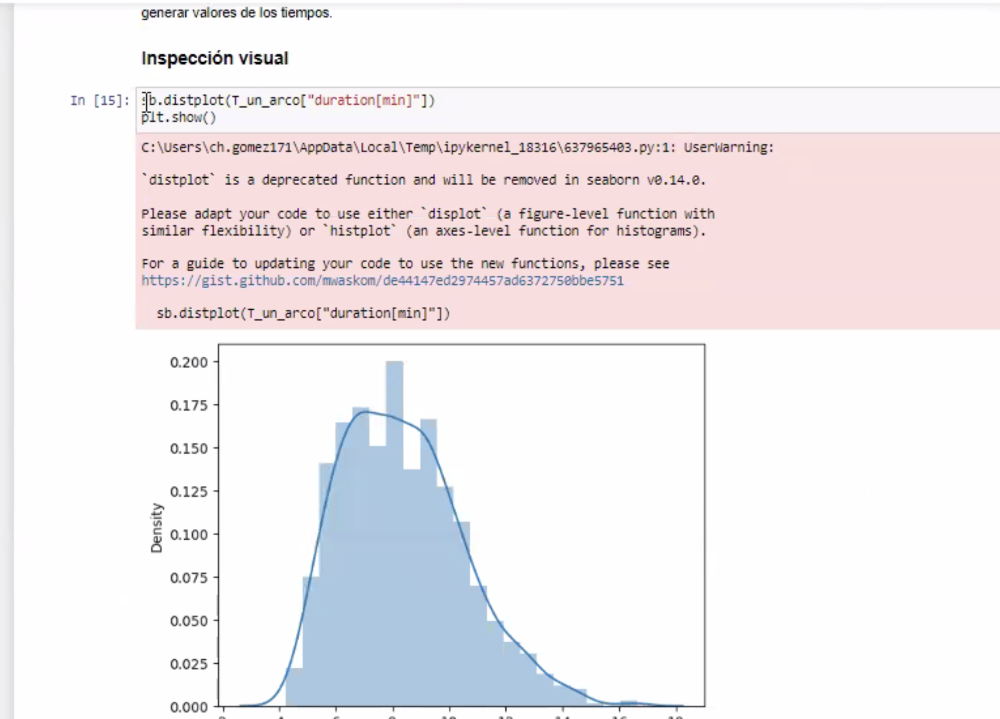 generar valores de los tiempos.
Inspección visual
In [15]: sb.distplot(T_un_arco["duration[min]"])
plt.show()
C:\Users\ch.gomez171\AppData\Local\Temp\ipykernel_18316\637965403.py:1: UserWarning:
`distplot` is a deprecated function and will be removed in seaborn v0.14.0.
Please adapt your code to use either `displot` (a figure-level function with
similar flexibility) or `histplot` (an axes-level function for histograms).
For a guide to updating your code to use the new functions, please see
https://gist.github.com/mwaskom/de44147ed2974457ad6372750bbe5751
sb.distplot(T_un_arco["duration[min]"])
0.200
0.175
0.150
0.125
0.100
0.075
0.050
0.025
0.000
Density